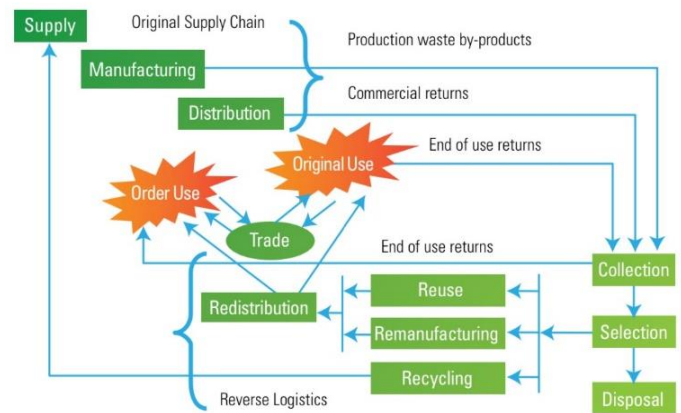 Supply
Original Supply Chain
Production waste by-products
Manufacturing
Commercial returns
Distribution
End of use returns
Original Use
Order Use
Trade
End of use returns
Collection
Redistribution
Reuse
Remanufacturing
Selection
Recycling
Reverse Logistics
Disposal